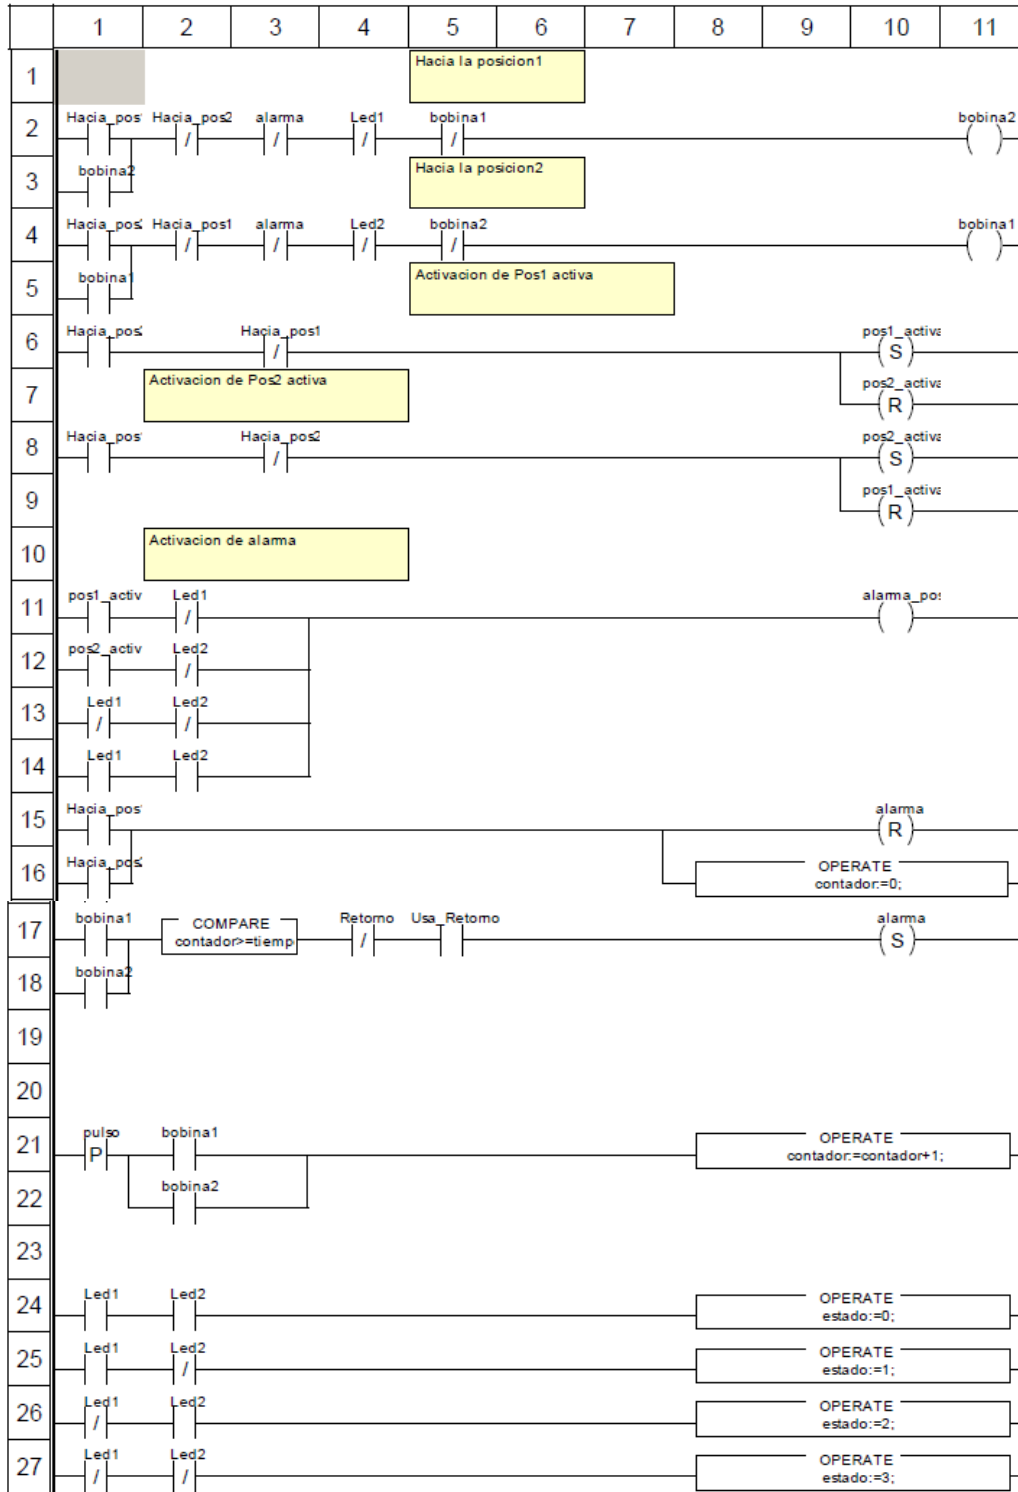 1 2 3 4 5 6 7 8 9 10 11
1 Hacia la posicion1
Hacia_pos Hacia_pos2 alarma Led1 bobina1 bobina2
2 / / / /
bobina2
3 Hacia la posicion2
Hacia_pos Hacia_pos1 alarma Led2 bobina2 bobina1
4 / / / /
bobina1
5 Activacion de Pos1 activa
Hacia_pos Hacia_pos1 pos1_activa
6 / S
pos2_activa
7 Activacion de Pos2 activa R
Hacia_pos Hacia_pos2 pos2_activa
8 / S
pos1_activa
9 R
10 Activacion de alarma
pos1_activ Led1 alarma_pos
11 /
pos2_activ Led2
12 /
Led1 Led2
13 / /
Led1 Led2
14
Hacia_pos alarma
15 R
Hacia_pos OPERATE
16 contador:=0;
bobina1 COMPARE Retorno Usa_Retorno alarma
17 contador>=tiemp / S
bobina2
18
19
20
pulso bobina1 OPERATE
21 P contador:=contador+1;
bobina2
22
23
Led1 Led2 OPERATE
24 estado:=0;
Led1 Led2 OPERATE
25 / estado:=1;
Led1 Led2 OPERATE
26 / estado:=2;
Led1 Led2 OPERATE
27 / / estado:=3;